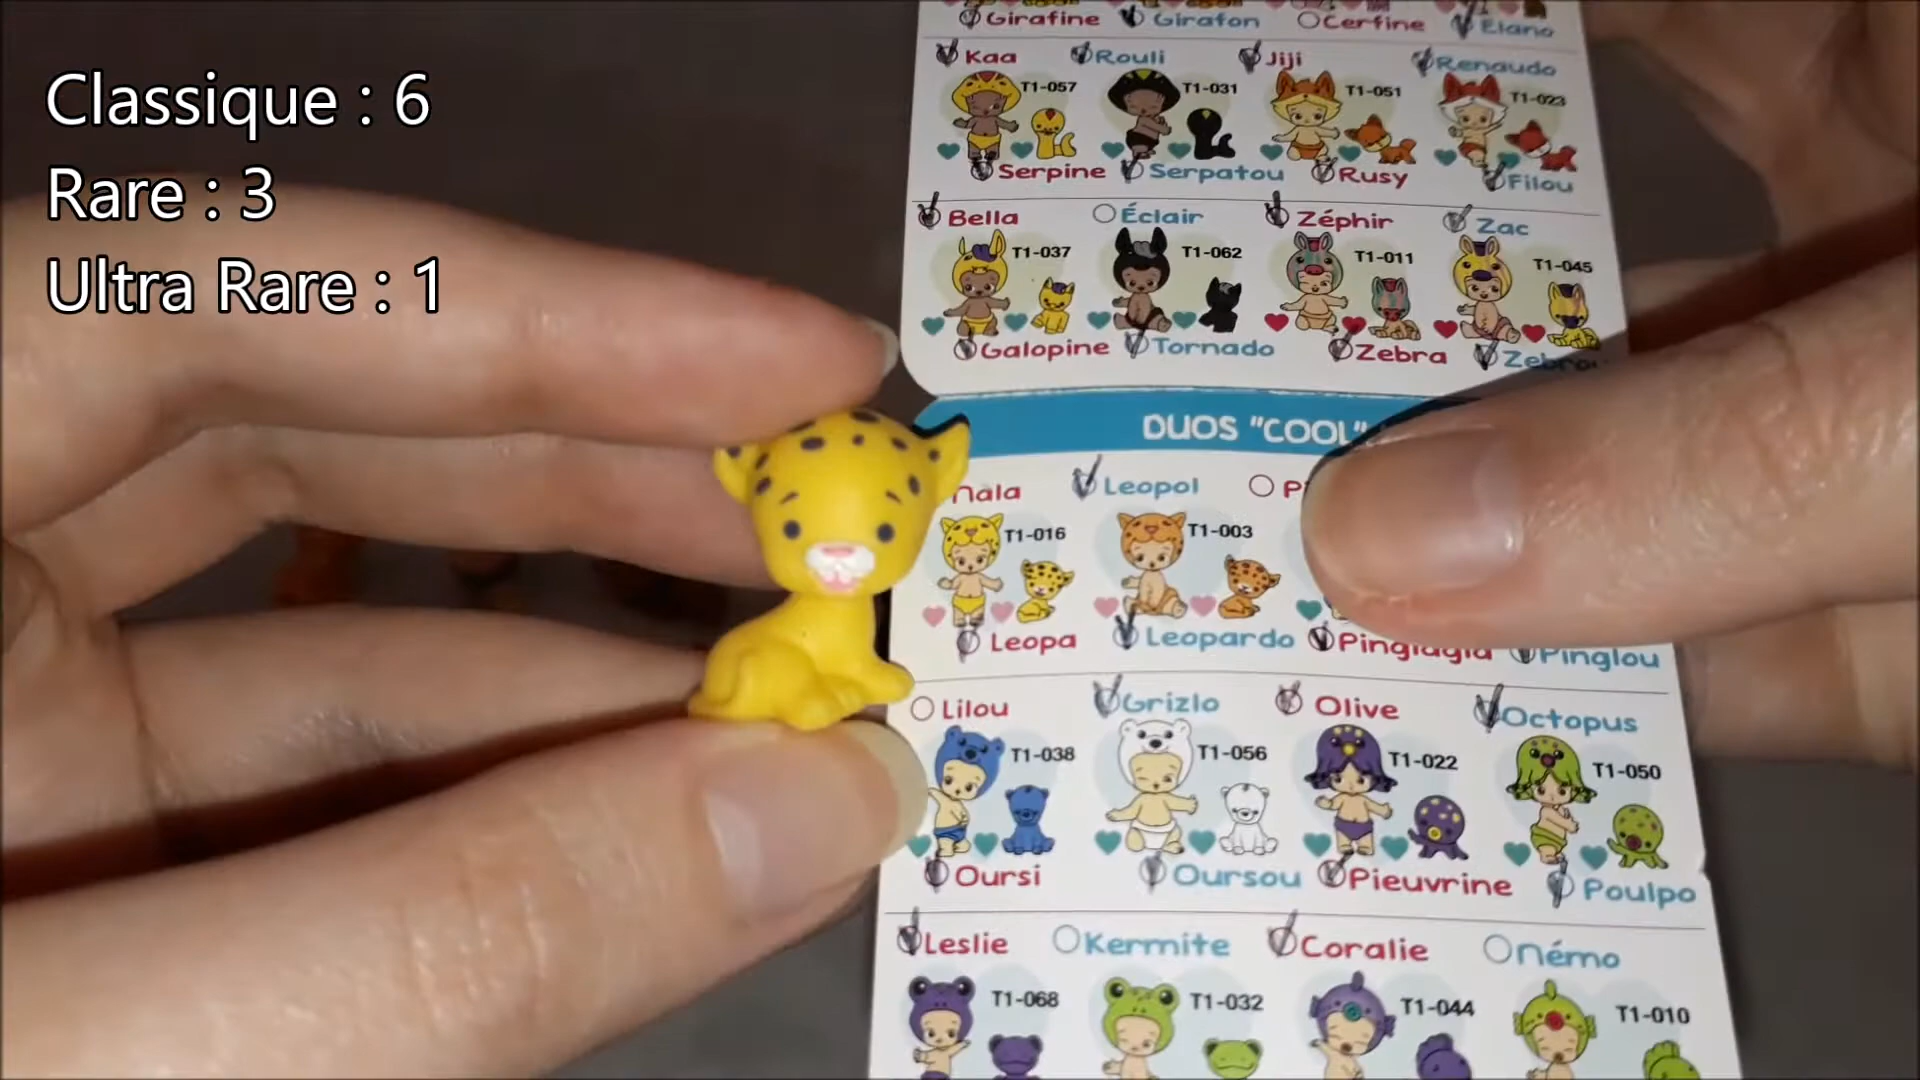 Classique : 6
Rare : 3
Ultra Rare : 1
Girafine Girafon Cerfine Elano
Kaa Rouli Jiji Renaudo
T1-057 T1-031 T1-051 T1-023
Serpine Serpatou Rusy Filou
Bella Éclair Zéphir Zac
T1-037 T1-062 T1-011 T1-045
Galopine Tornado Zebra
DUOS "COOL"
Leopol
T1-016 T1-003
Leopa Leopardo Pinglagla Pinglou
Lilou Grizlo Olive Octopus
T1-038 T1-056 T1-022 T1-050
Oursi Oursou Pieuvrine Poulpo
Leslie Kermite Coralie Némo
T1-068 T1-032 T1-044 T1-010